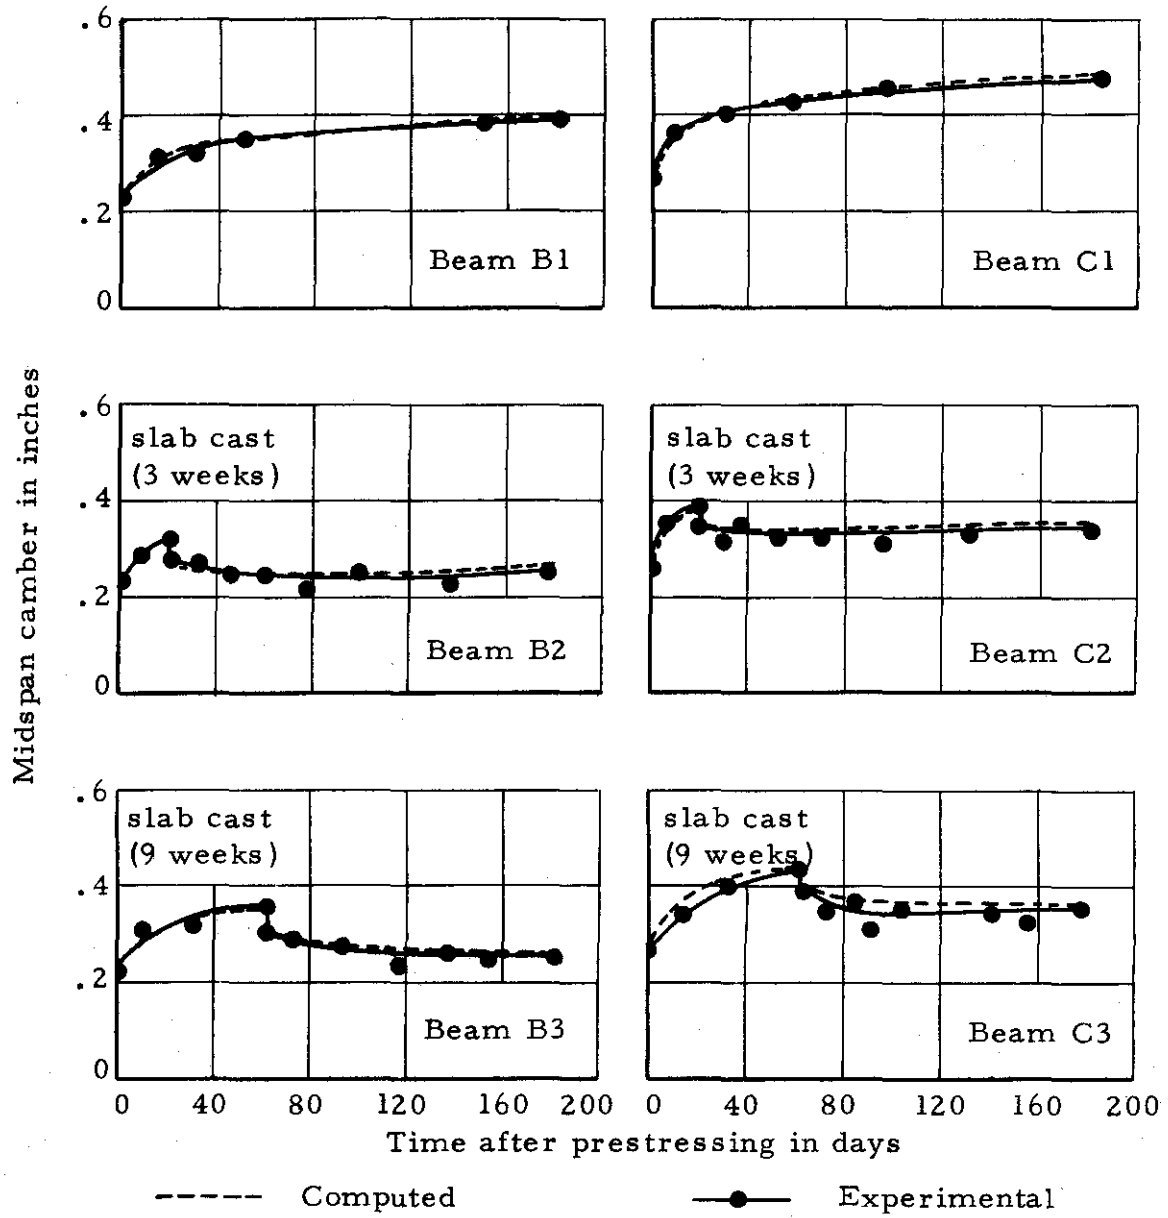 .6
.4
.2
0
Beam B1
Beam C1
Midspan camber in inches
.6
.4
.2
0
slab cast
(3 weeks)
Beam B2
slab cast
(3 weeks)
Beam C2
.6
.4
.2
0
slab cast
(9 weeks)
Beam B3
slab cast
(9 weeks)
Beam C3
0 40 80 120 160 200
0 40 80 120 160 200
Time after prestressing in days
Computed
Experimental